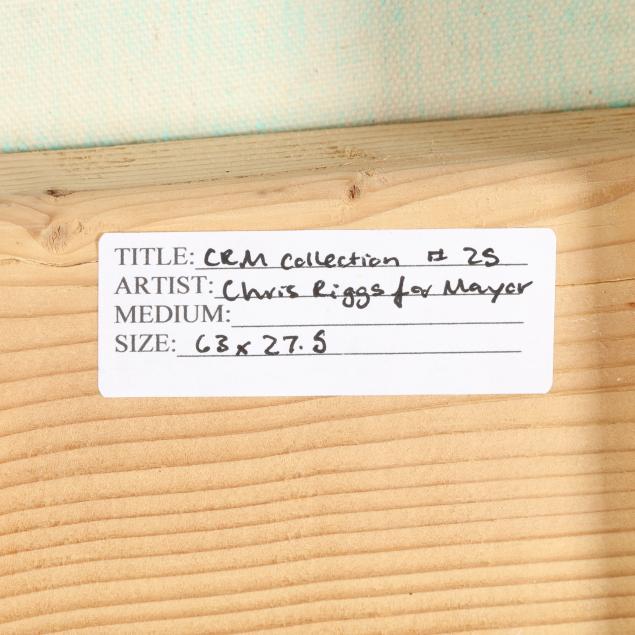 TITLE: CRM Collection # 25
ARTIST: Chris Riggs for Mayor
MEDIUM:
SIZE: 63 x 27.5